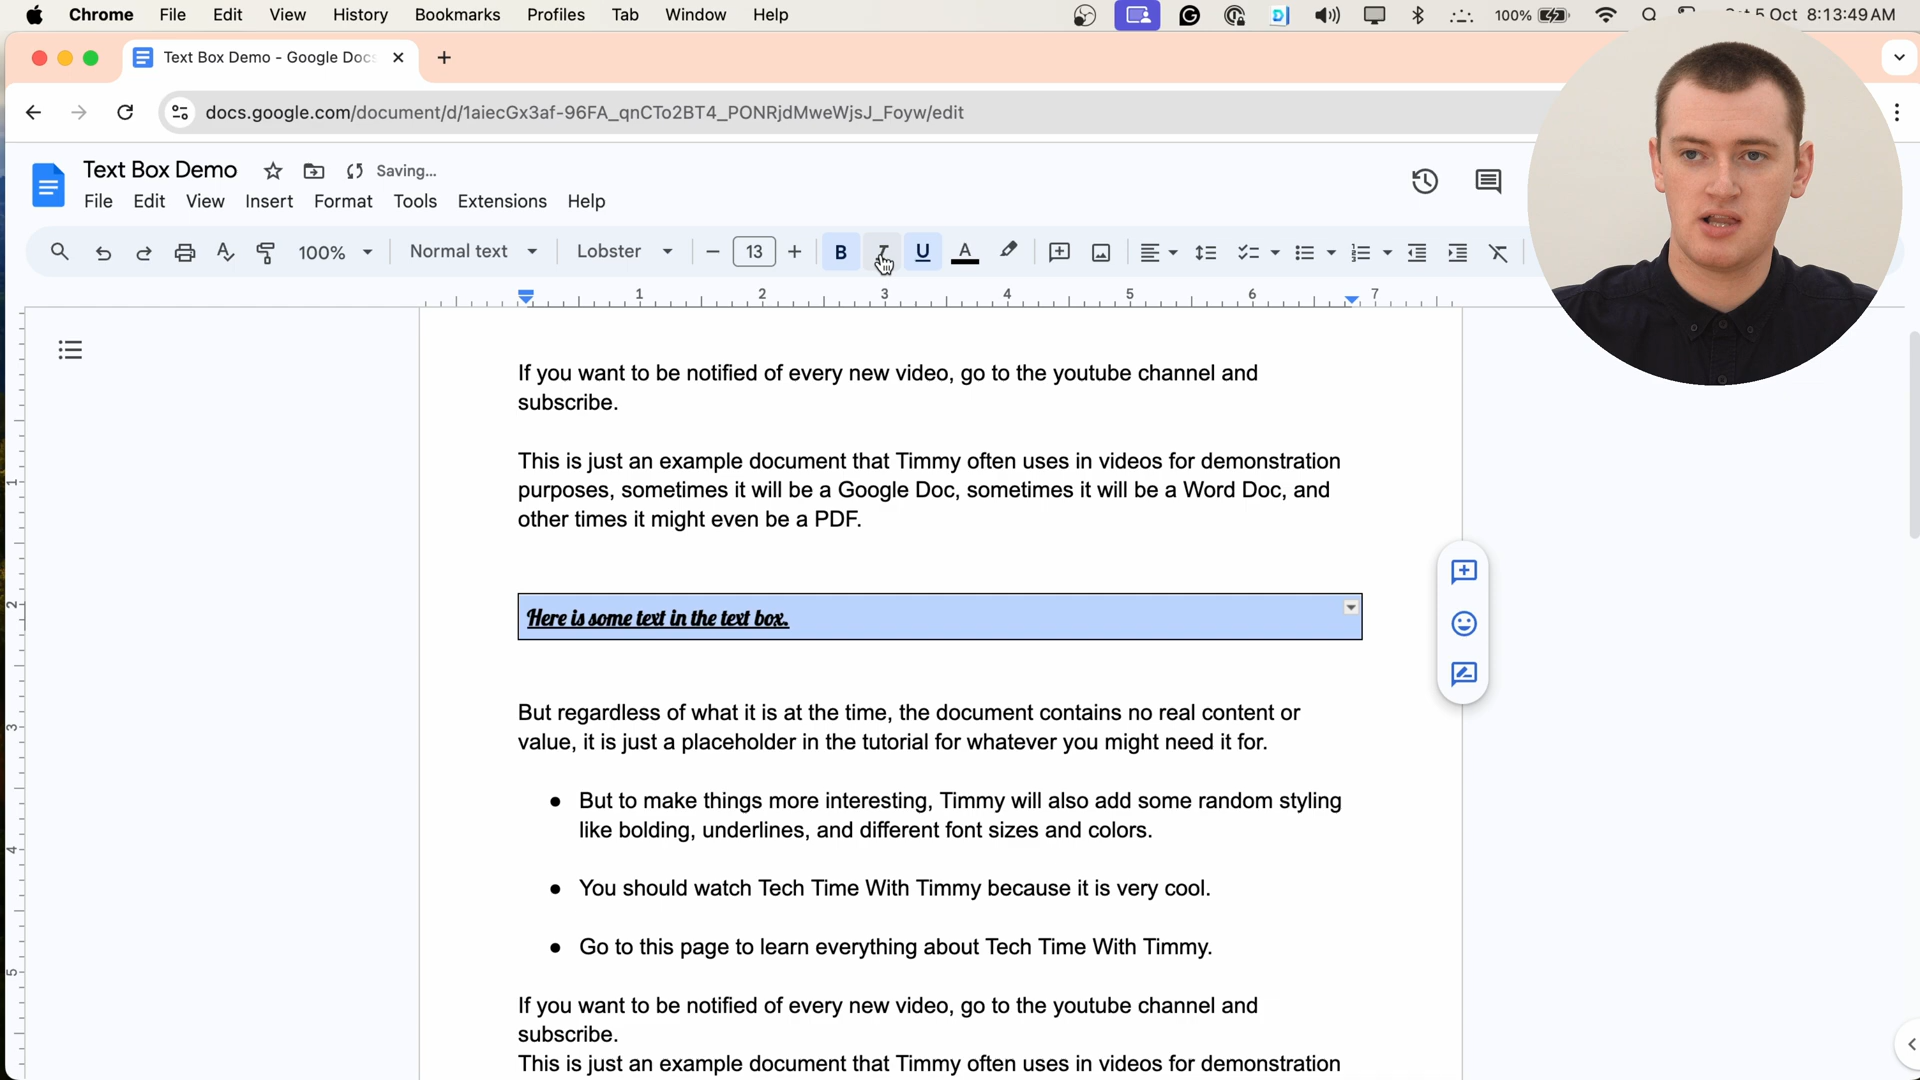 Chrome File Edit View History Bookmarks Profiles Tab Window Help 100% 5 Oct 8:13:49 AM
Text Box Demo - Google Docs
docs.google.com/document/d/1aiecGx3af-96FA_qnCTo2BT4_PONRjdMweWjsJ_Foyw/edit
Text Box Demo Saving...
File Edit View Insert Format Tools Extensions Help
100% Normal text Lobster 13 B I U A
1 2 3 4 5 6 7
If you want to be notified of every new video, go to the youtube channel and
subscribe.
This is just an example document that Timmy often uses in videos for demonstration
purposes, sometimes it will be a Google Doc, sometimes it will be a Word Doc, and
other times it might even be a PDF.
Here is some text in the text box.
But regardless of what it is at the time, the document contains no real content or
value, it is just a placeholder in the tutorial for whatever you might need it for.
● But to make things more interesting, Timmy will also add some random styling
like bolding, underlines, and different font sizes and colors.
● You should watch Tech Time With Timmy because it is very cool.
● Go to this page to learn everything about Tech Time With Timmy.
If you want to be notified of every new video, go to the youtube channel and
subscribe.
This is just an example document that Timmy often uses in videos for demonstration
1
2
3
4
5